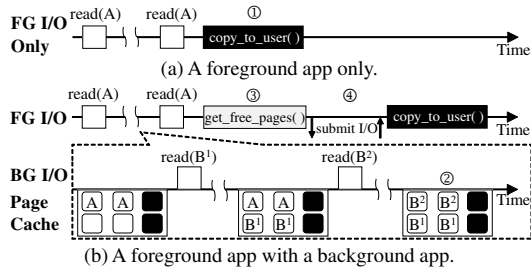 read(A) read(A) ①
FG I/O Only copy_to_user( ) Time
(a) A foreground app only.
read(A) read(A) ③ ④
FG I/O get_free_pages( ) submit I/O copy_to_user( ) Time
read(B¹) read(B²) ②
BG I/O Time
Page A A A A B² B²
Cache B¹ B¹ B¹ B¹
(b) A foreground app with a background app.